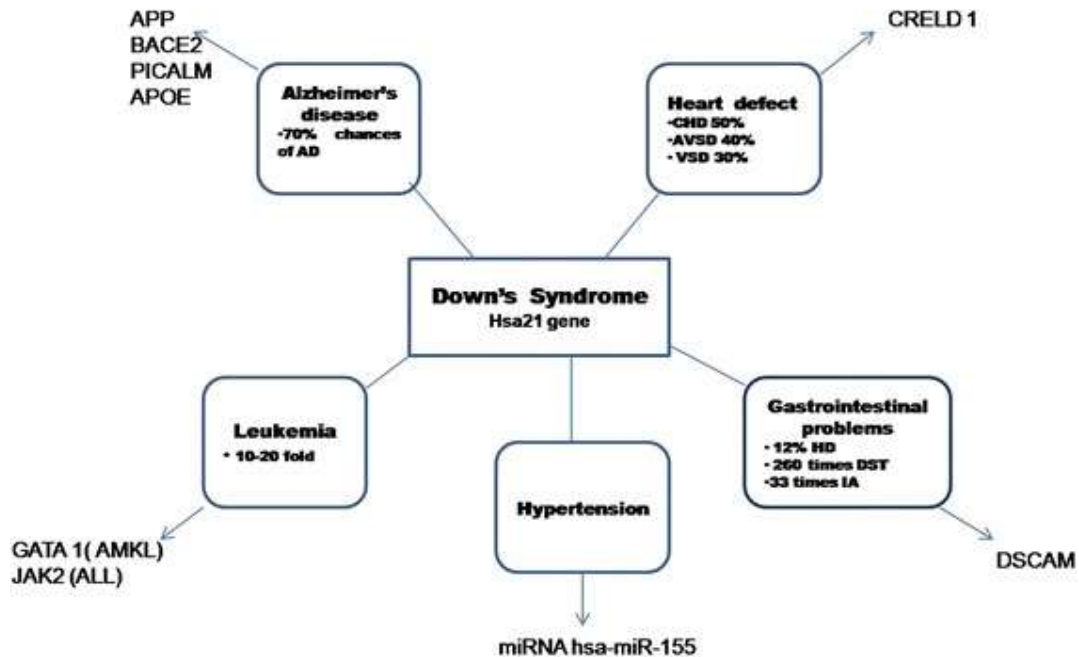 APP
BACE2
PICALM
APOE
CRELD 1
Alzheimer's
disease
-70% chances
of AD
Heart defect
-CHD 50%
-AVSD 40%
- VSD 30%
Down's Syndrome
Hsa21 gene
Leukemia
• 10-20 fold
Hypertension
Gastrointestinal
problems
- 12% HD
- 260 times DST
-33 times IA
GATA 1( AMKL)
JAK2 (ALL)
miRNA hsa-miR-155
DSCAM